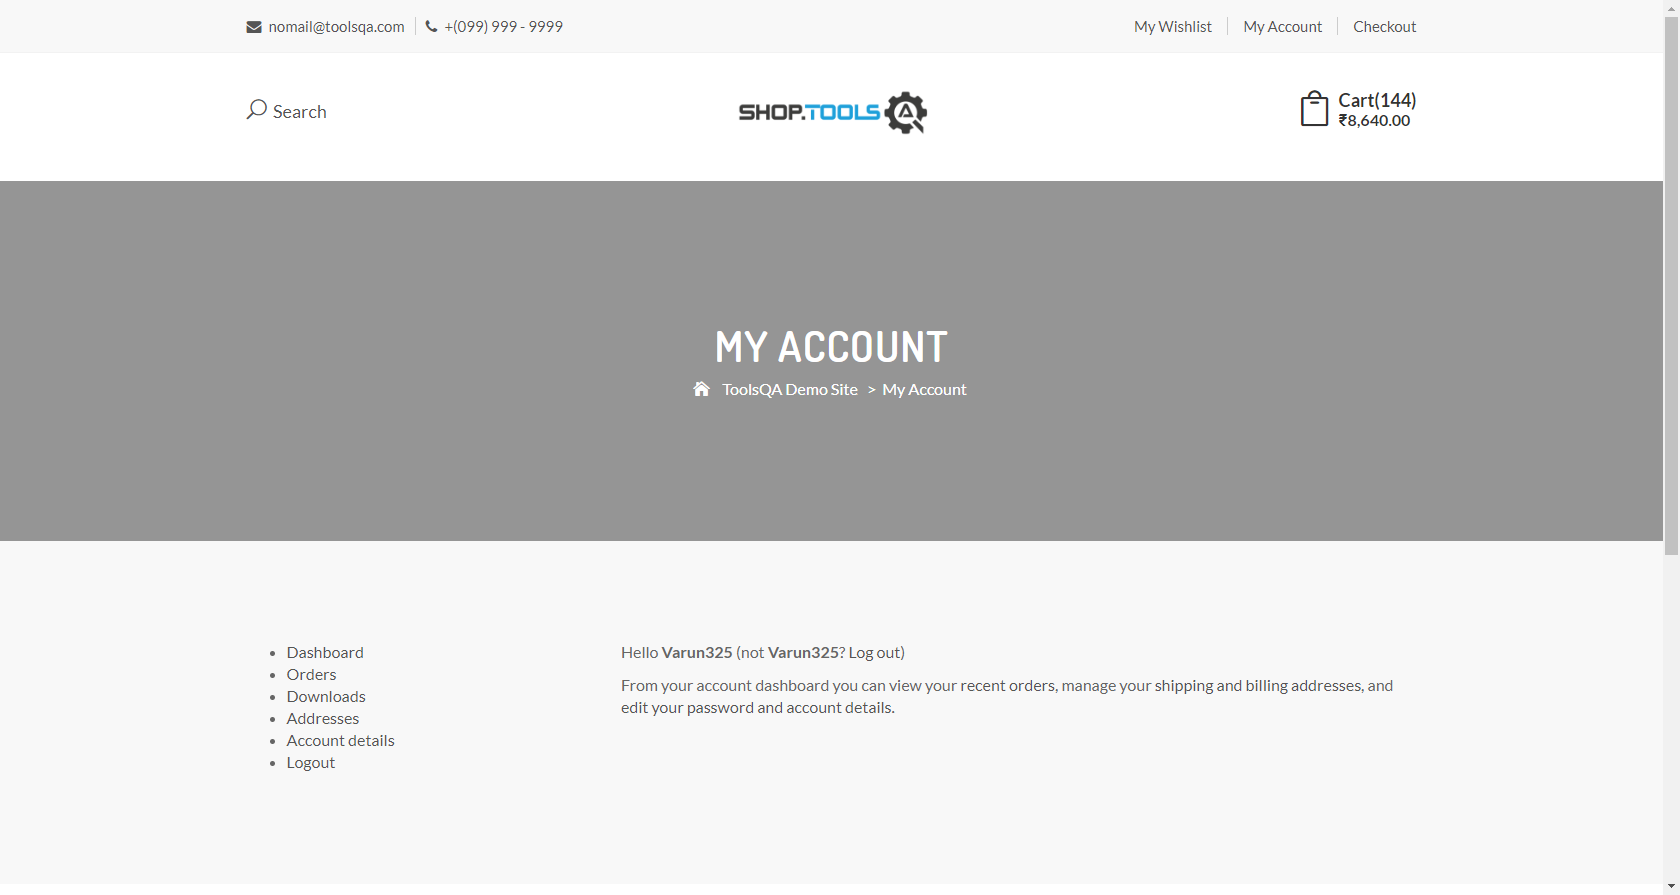 nomail@toolsqa.com
+(099) 999 - 9999
My Wishlist
My Account
Checkout
Search
SHOP.TOOLS
Cart(144)
₹8,640.00
MY ACCOUNT
ToolsQA Demo Site > My Account
Dashboard
Orders
Downloads
Addresses
Account details
Logout
Hello Varun325 (not Varun325? Log out)
From your account dashboard you can view your recent orders, manage your shipping and billing addresses, and
edit your password and account details.